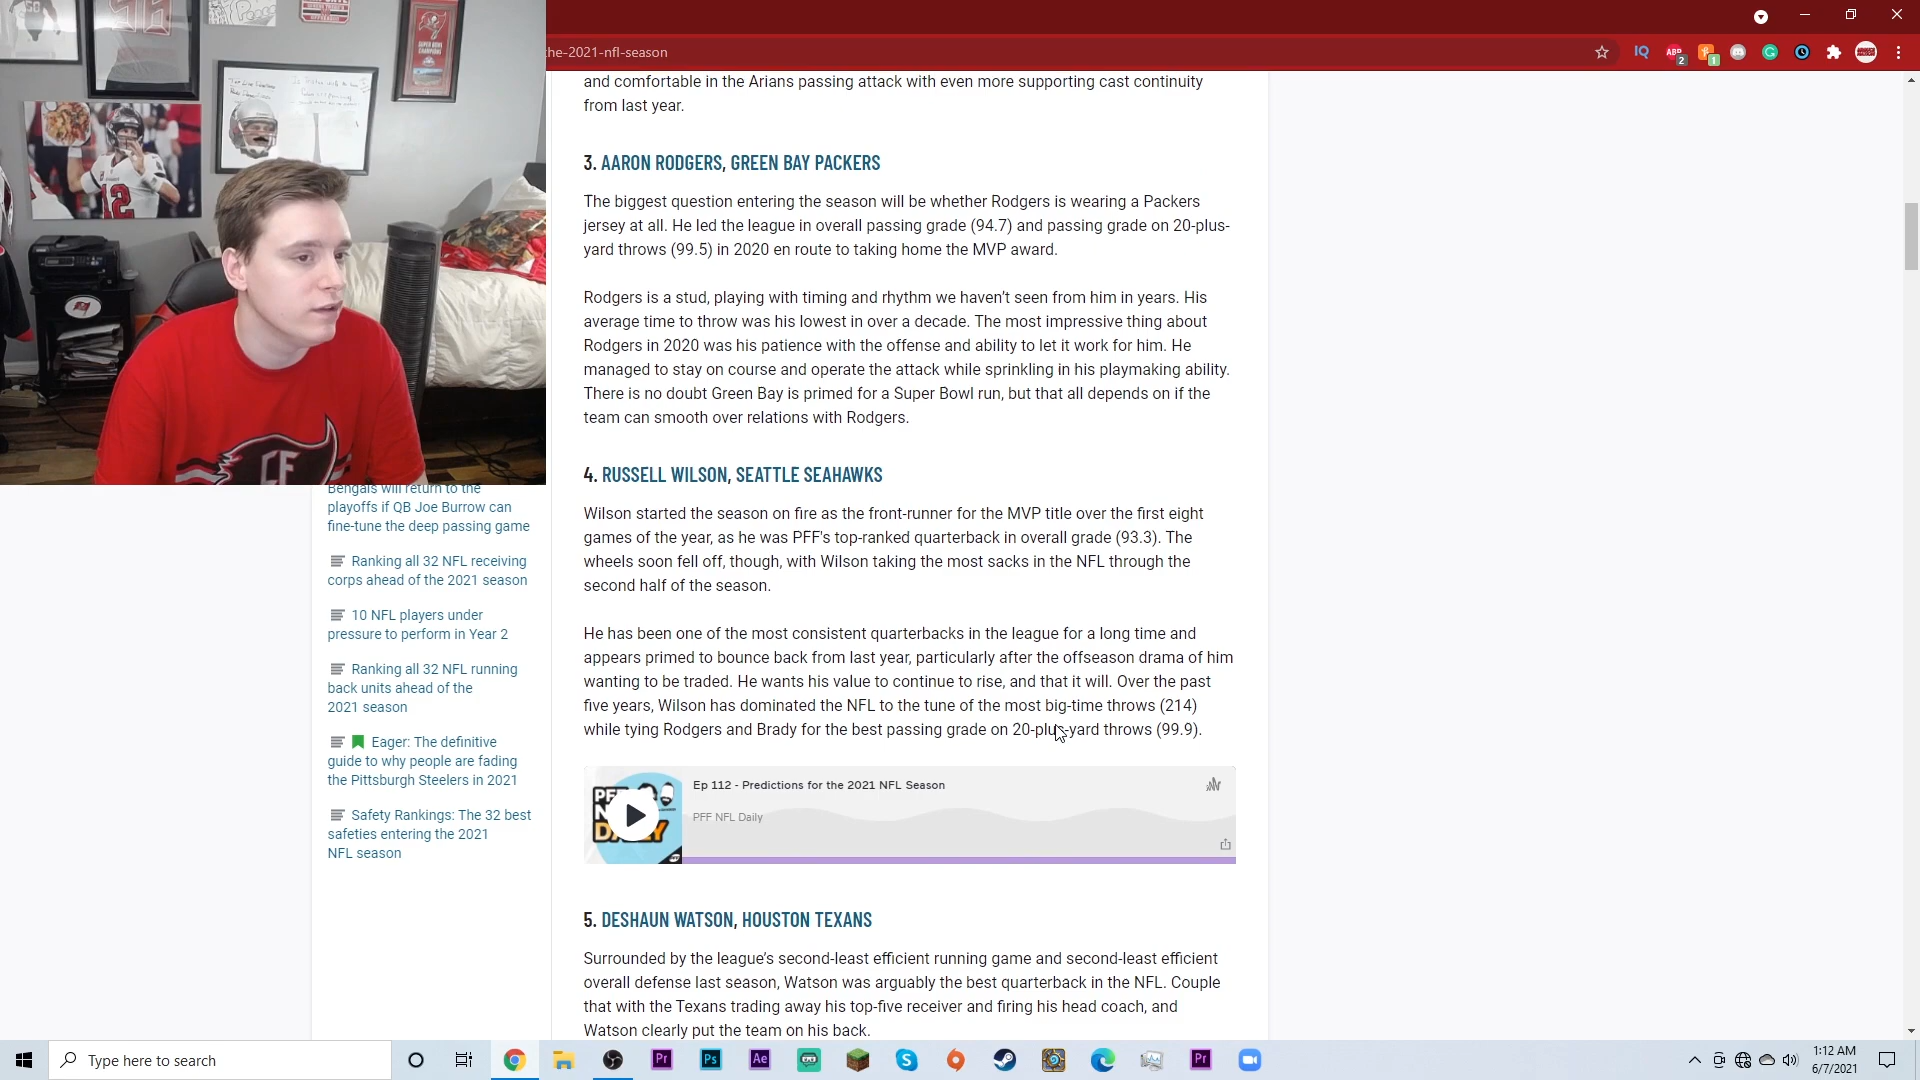 he-2021-nfl-season
and comfortable in the Arians passing attack with even more supporting cast continuity
from last year.
3. AARON RODGERS, GREEN BAY PACKERS
The biggest question entering the season will be whether Rodgers is wearing a Packers
jersey at all. He led the league in overall passing grade (94.7) and passing grade on 20-plus-
yard throws (99.5) in 2020 en route to taking home the MVP award.
Rodgers is a stud, playing with timing and rhythm we haven’t seen from him in years. His
average time to throw was his lowest in over a decade. The most impressive thing about
Rodgers in 2020 was his patience with the offense and ability to let it work for him. He
managed to stay on course and operate the attack while sprinkling in his playmaking ability.
There is no doubt Green Bay is primed for a Super Bowl run, but that all depends on if the
team can smooth over relations with Rodgers.
4. RUSSELL WILSON, SEATTLE SEAHAWKS
Wilson started the season on fire as the front-runner for the MVP title over the first eight
games of the year, as he was PFF's top-ranked quarterback in overall grade (93.3). The
wheels soon fell off, though, with Wilson taking the most sacks in the NFL through the
second half of the season.
He has been one of the most consistent quarterbacks in the league for a long time and
appears primed to bounce back from last year, particularly after the offseason drama of him
wanting to be traded. He wants his value to continue to rise, and that it will. Over the past
five years, Wilson has dominated the NFL to the tune of the most big-time throws (214)
while tying Rodgers and Brady for the best passing grade on 20-plus-yard throws (99.9).
Ep 112 - Predictions for the 2021 NFL Season
PFF NFL Daily
5. DESHAUN WATSON, HOUSTON TEXANS
Surrounded by the league’s second-least efficient running game and second-least efficient
overall defense last season, Watson was arguably the best quarterback in the NFL. Couple
that with the Texans trading away his top-five receiver and firing his head coach, and
Watson clearly put the team on his back.
Bengals will return to the
playoffs if QB Joe Burrow can
fine-tune the deep passing game
Ranking all 32 NFL receiving
corps ahead of the 2021 season
10 NFL players under
pressure to perform in Year 2
Ranking all 32 NFL running
back units ahead of the
2021 season
Eager: The definitive
guide to why people are fading
the Pittsburgh Steelers in 2021
Safety Rankings: The 32 best
safeties entering the 2021
NFL season
12
CF
IQ
ABP
2
1
Type here to search
Pr
Ps
Ae
Pr
1:12 AM
6/7/2021